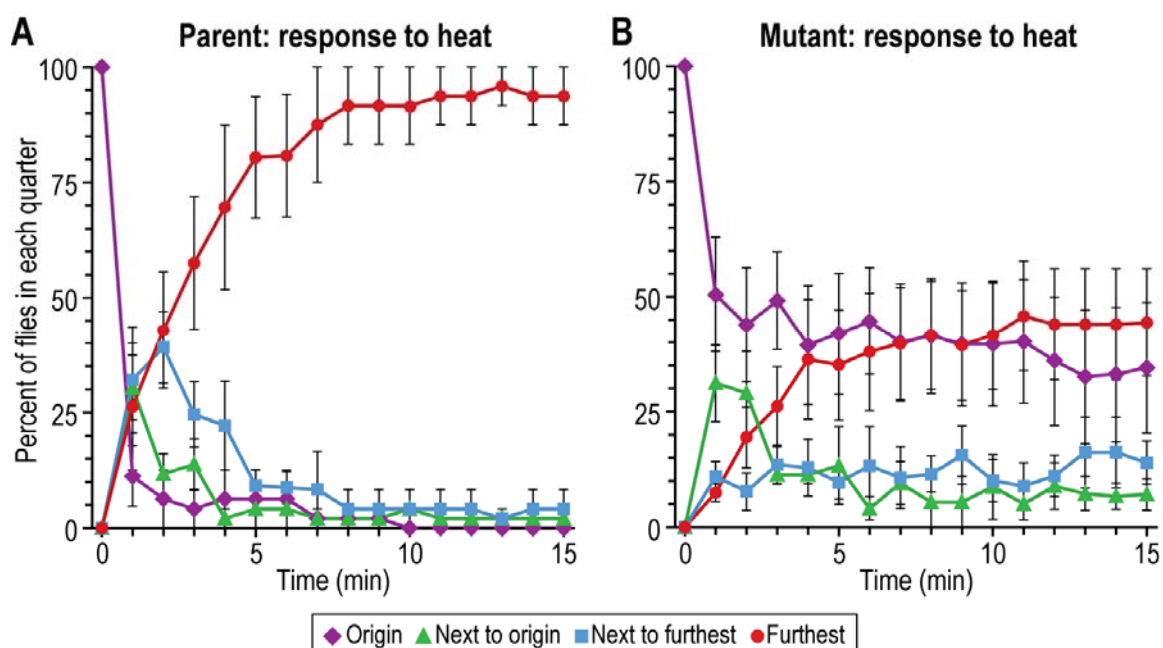 A
Parent: response to heat
Percent of flies in each quarter
100
75
50
25
0
0
5
10
15
Time (min)
B
Mutant: response to heat
100
75
50
25
0
0
5
10
15
Time (min)
Origin
Next to origin
Next to furthest
Furthest